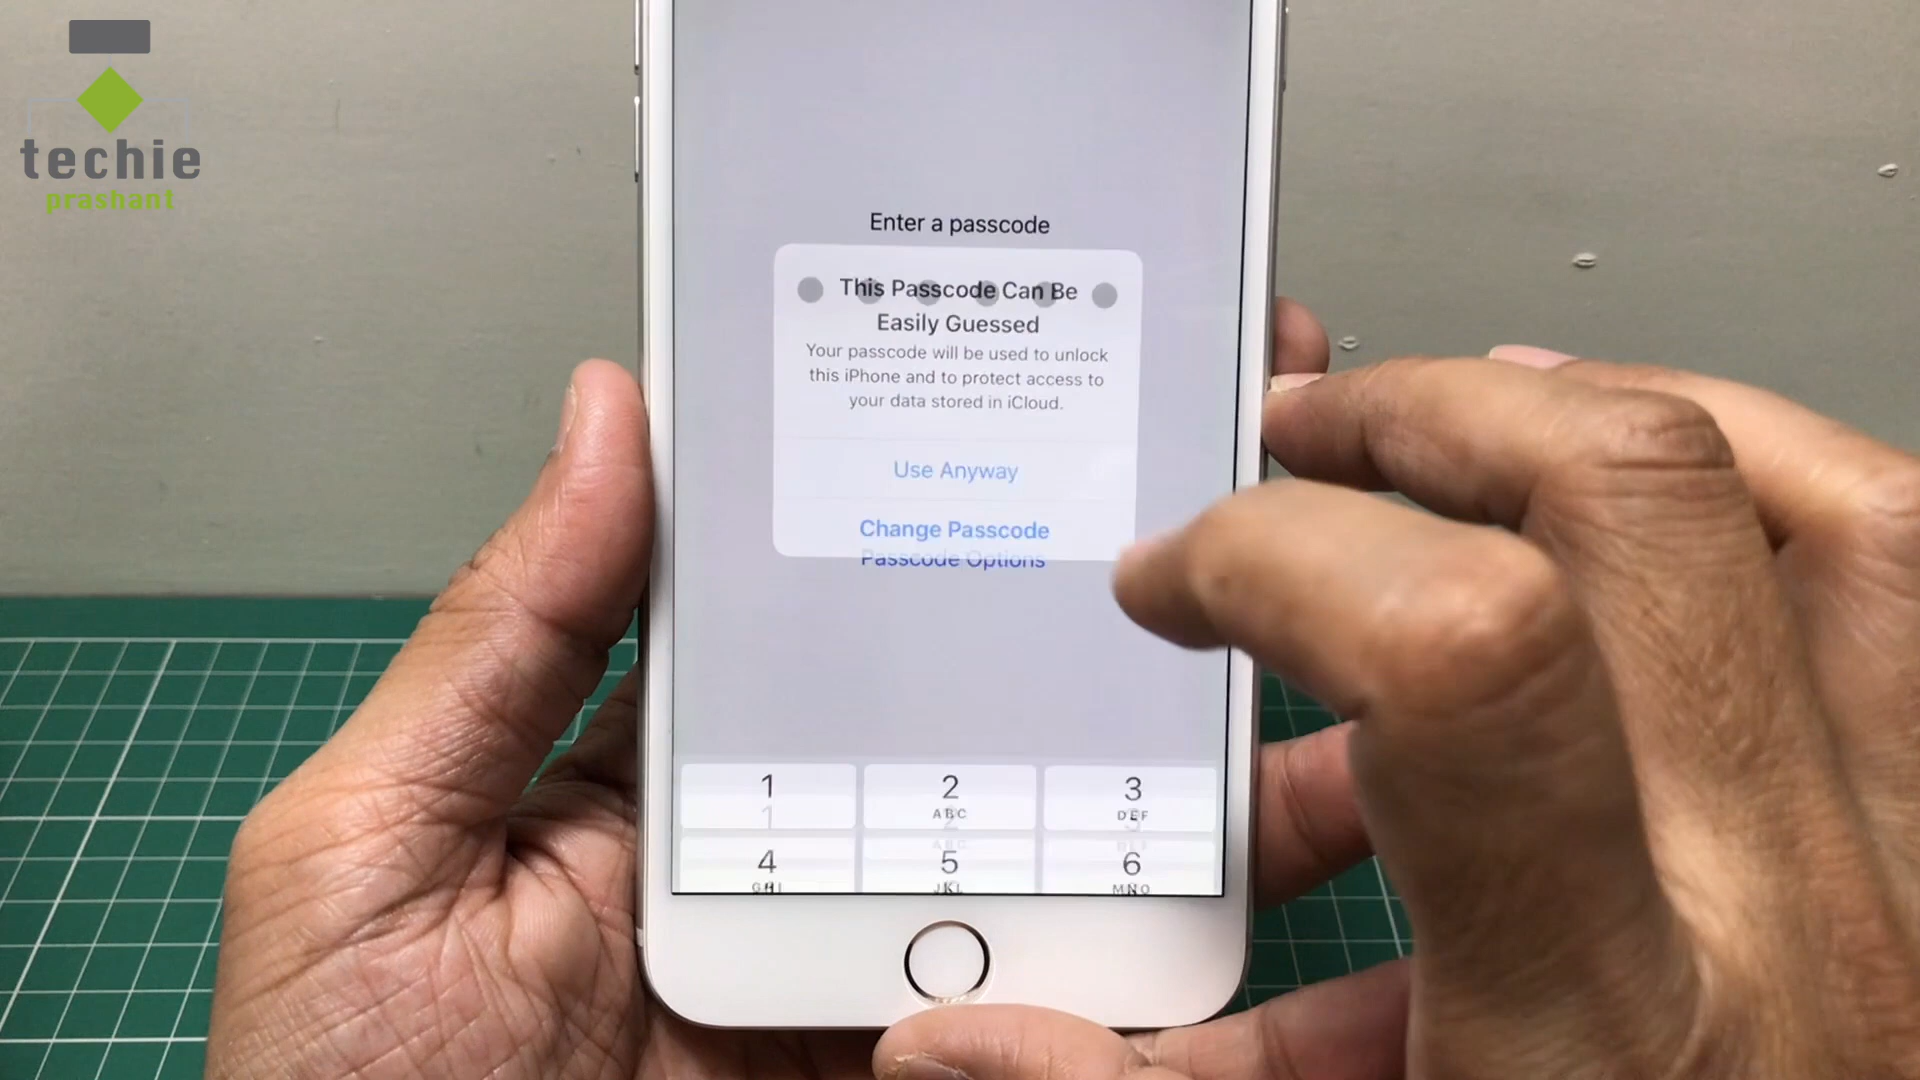 techie
prashant
Enter a passcode
This Passcode Can Be
Easily Guessed
Your passcode will be used to unlock
this iPhone and to protect access to
your data stored in iCloud.
Use Anyway
Change Passcode
Passcode Options
1 2 3
ABC DEF
4 5 6
GHI JKL MNO